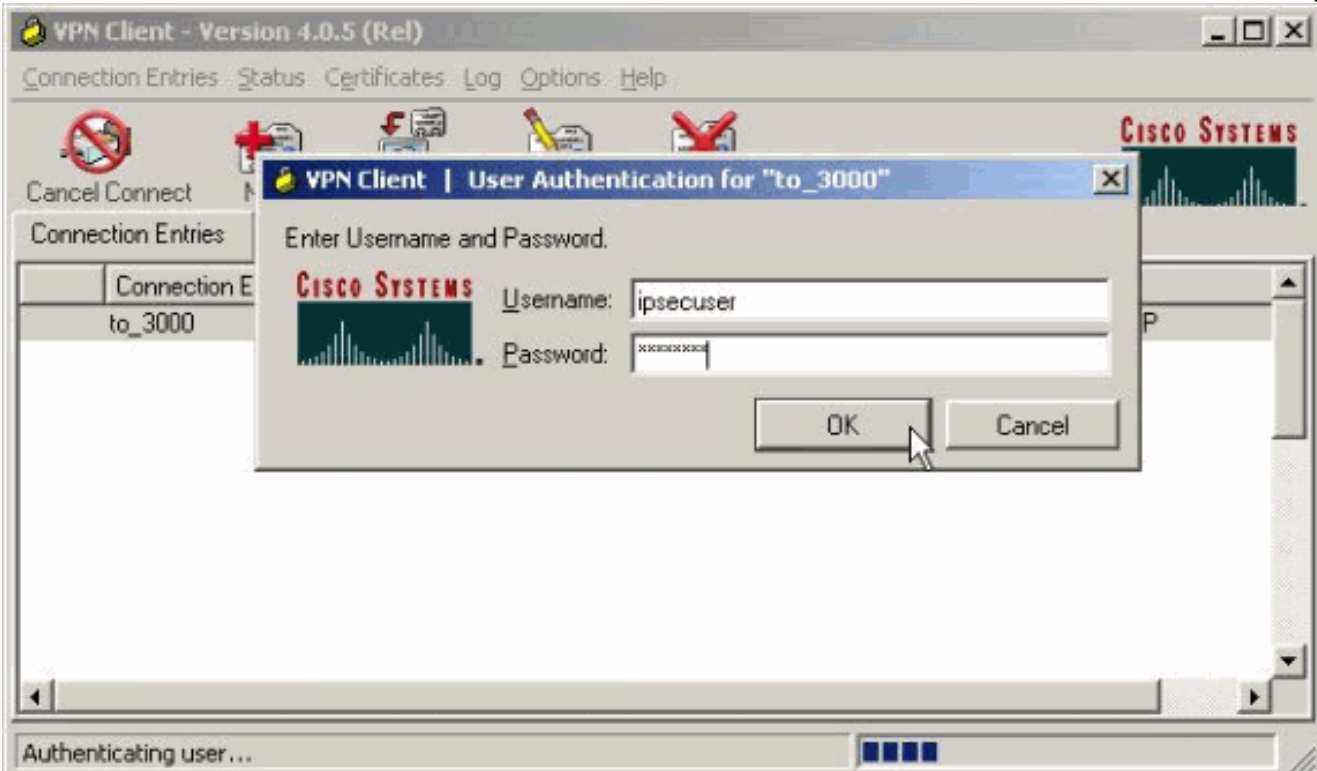 VPN Client - Version 4.0.5 (Rel)
Connection Entries Status Certificates Log Options Help
CISCO SYSTEMS
Cancel Connect
VPN Client | User Authentication for "to_3000"
Connection Entries
Enter Username and Password.
Connection E
CISCO SYSTEMS
Username: ipsecuser
to_3000
P
Password: ********
OK Cancel
Authenticating user...